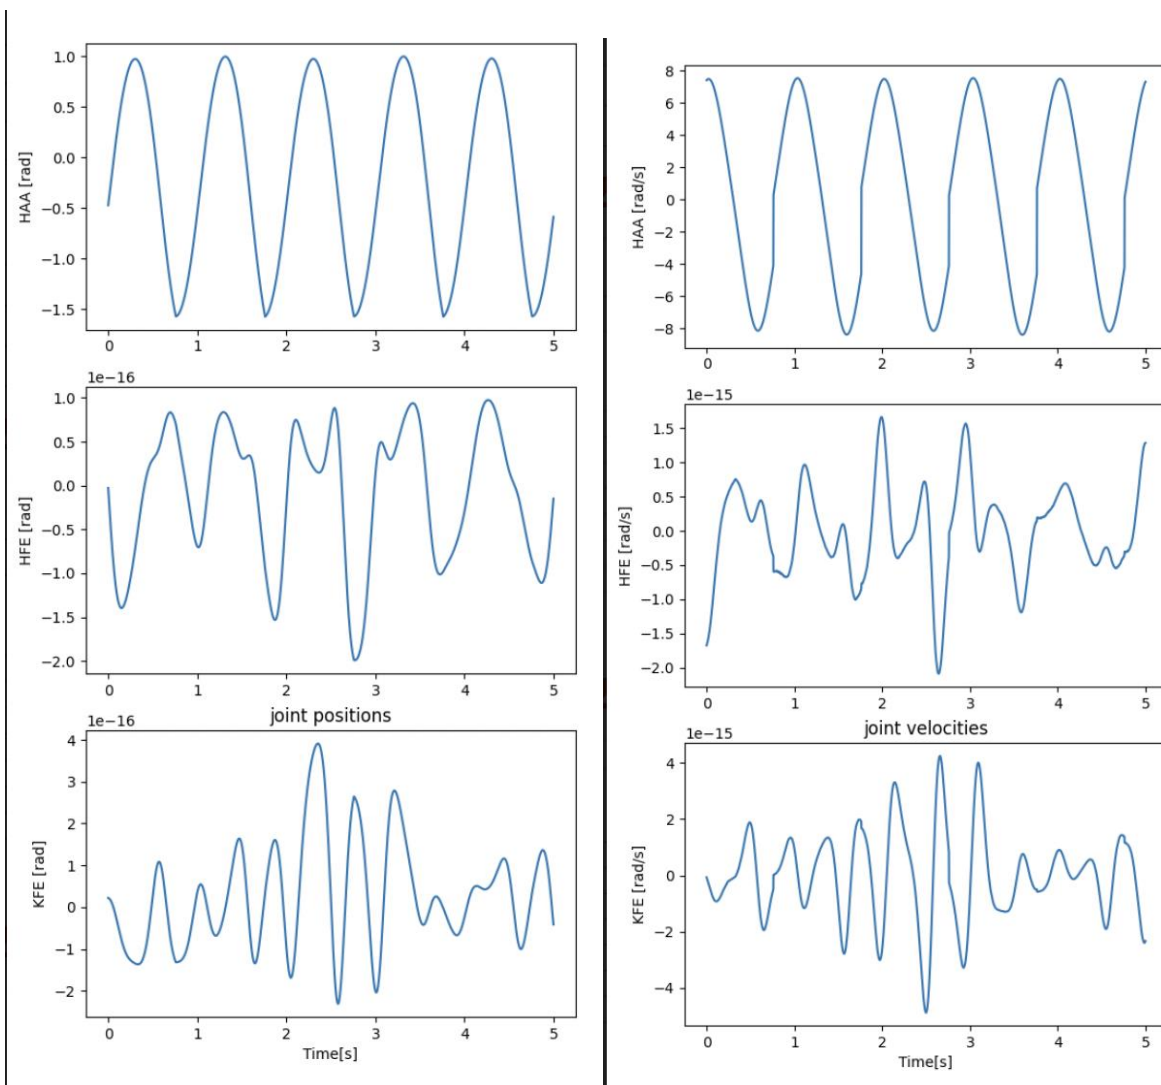 1.0
0.5
0.0
−0.5
−1.0
−1.5
HAA [rad]
0 1 2 3 4 5
1e−16
1.0
0.5
0.0
−0.5
−1.0
−1.5
−2.0
HFE [rad]
0 1 2 3 4 5
joint positions
1e−16
4
3
2
1
0
−1
−2
KFE [rad]
0 1 2 3 4 5
Time[s]
8
6
4
2
0
−2
−4
−6
−8
HAA [rad/s]
0 1 2 3 4 5
1e−15
1.5
1.0
0.5
0.0
−0.5
−1.0
−1.5
−2.0
HFE [rad/s]
0 1 2 3 4 5
joint velocities
1e−15
4
2
0
−2
−4
KFE [rad/s]
0 1 2 3 4 5
Time[s]